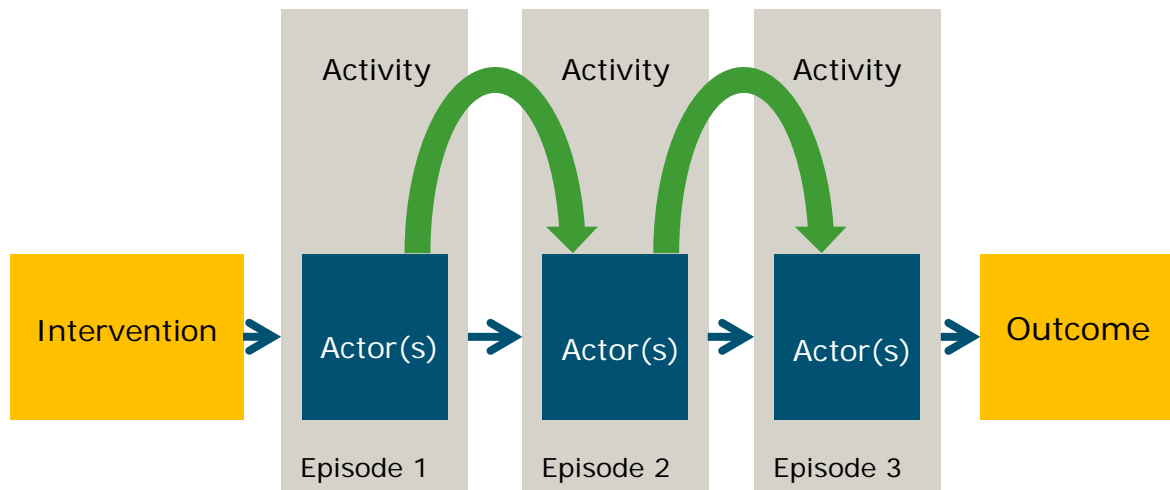 Activity
Activity
Activity
Intervention
Actor(s)
Actor(s)
Actor(s)
Outcome
Episode 1
Episode 2
Episode 3